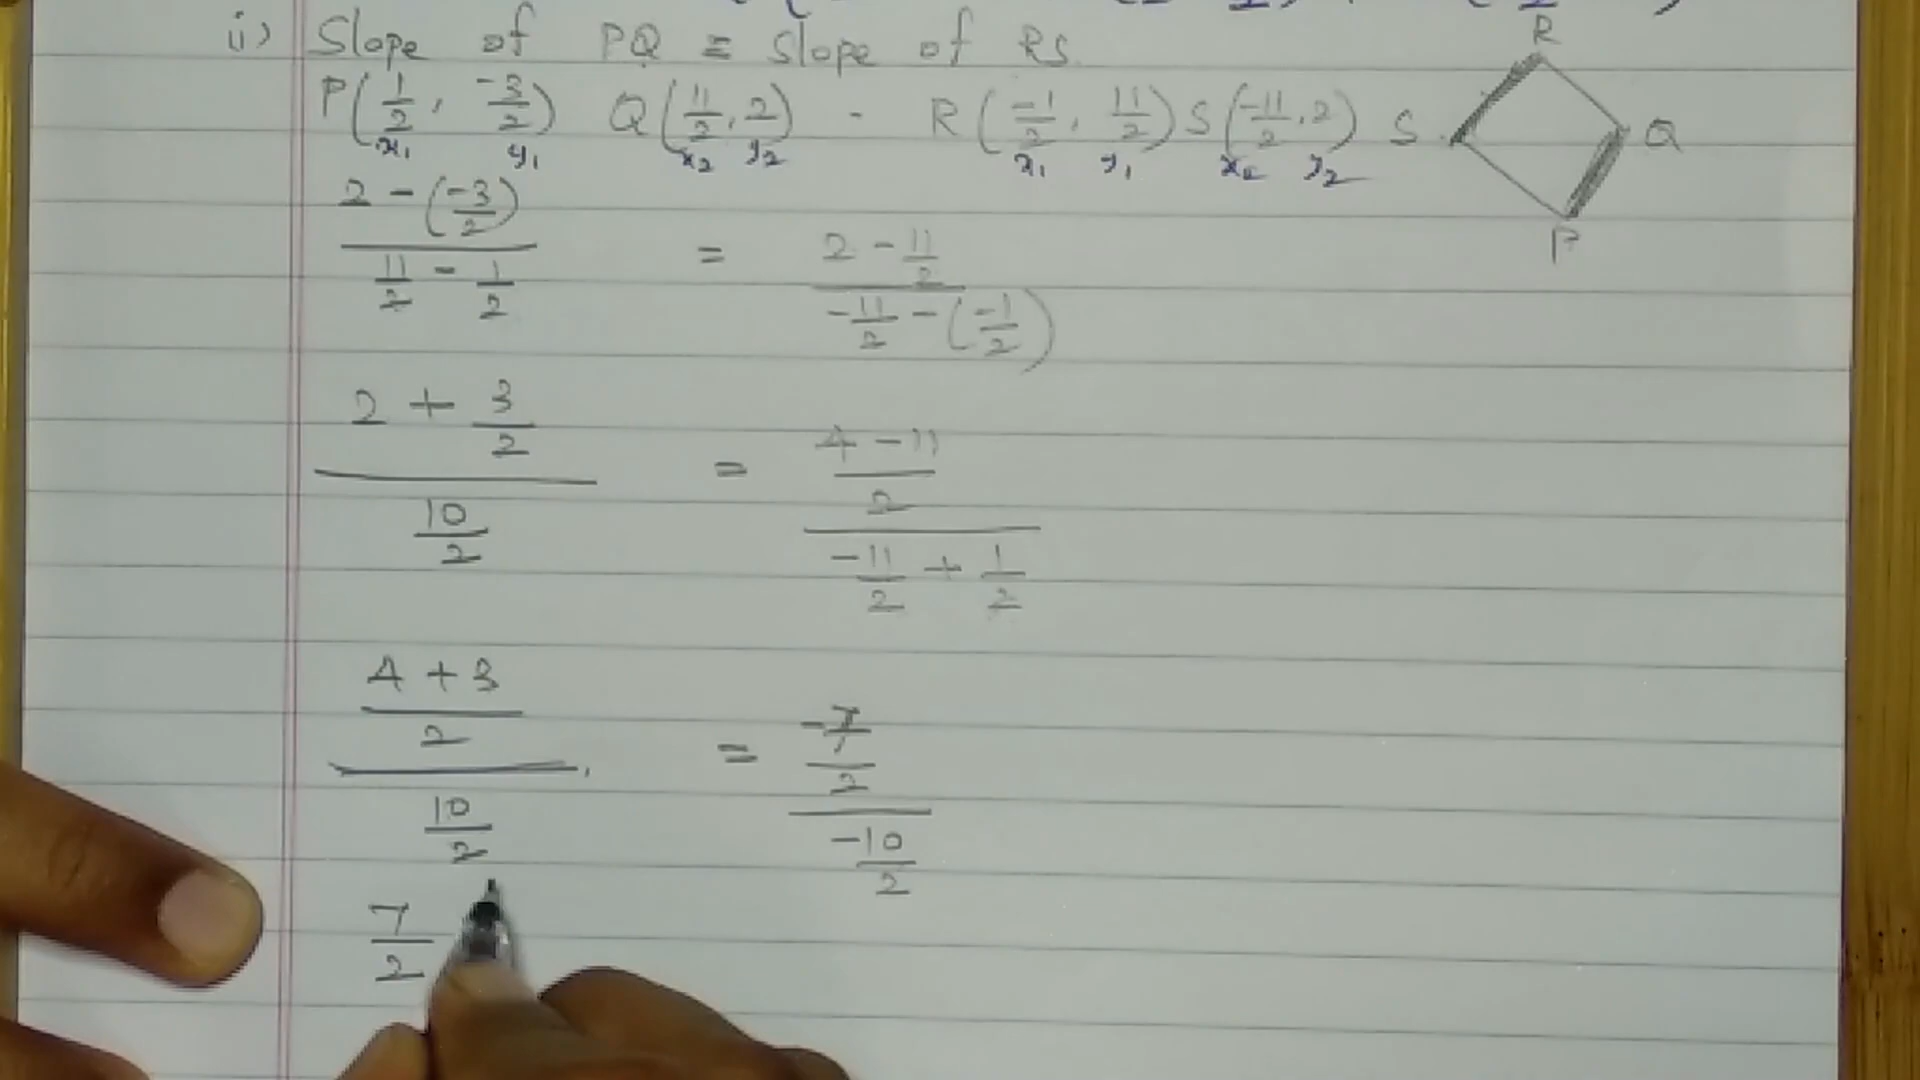 ii) Slope of PQ = Slope of RS
P(1/2, -3/2) Q(11/2, 2) - R(-1/2, 11/2) S(-11/2, 2)
x₁ y₁ x₂ y₂ x₁ y₁ x₂ y₂
R
S Q
P
(2 - (-3/2)) / (11/2 - 1/2) = (2 - 11/2) / (-11/2 - (-1/2))
(2 + 3/2) / (10/2) = ((4 - 11)/2) / (-11/2 + 1/2)
((4 + 3)/2) / (10/2) = (-7/2) / (-10/2)
7/2